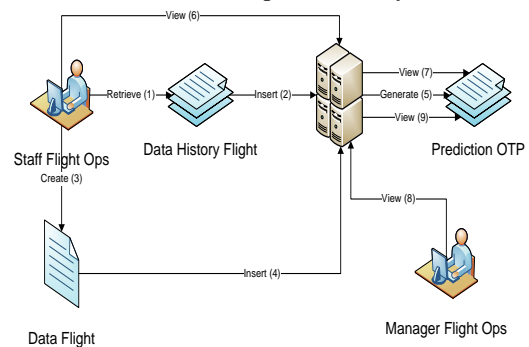 View (6)
View (7)
Retrieve (1)
Insert (2)
Generate (5)
View (9)
Staff Flight Ops
Data History Flight
Prediction OTP
Create (3)
View (8)
Insert (4)
Data Flight
Manager Flight Ops